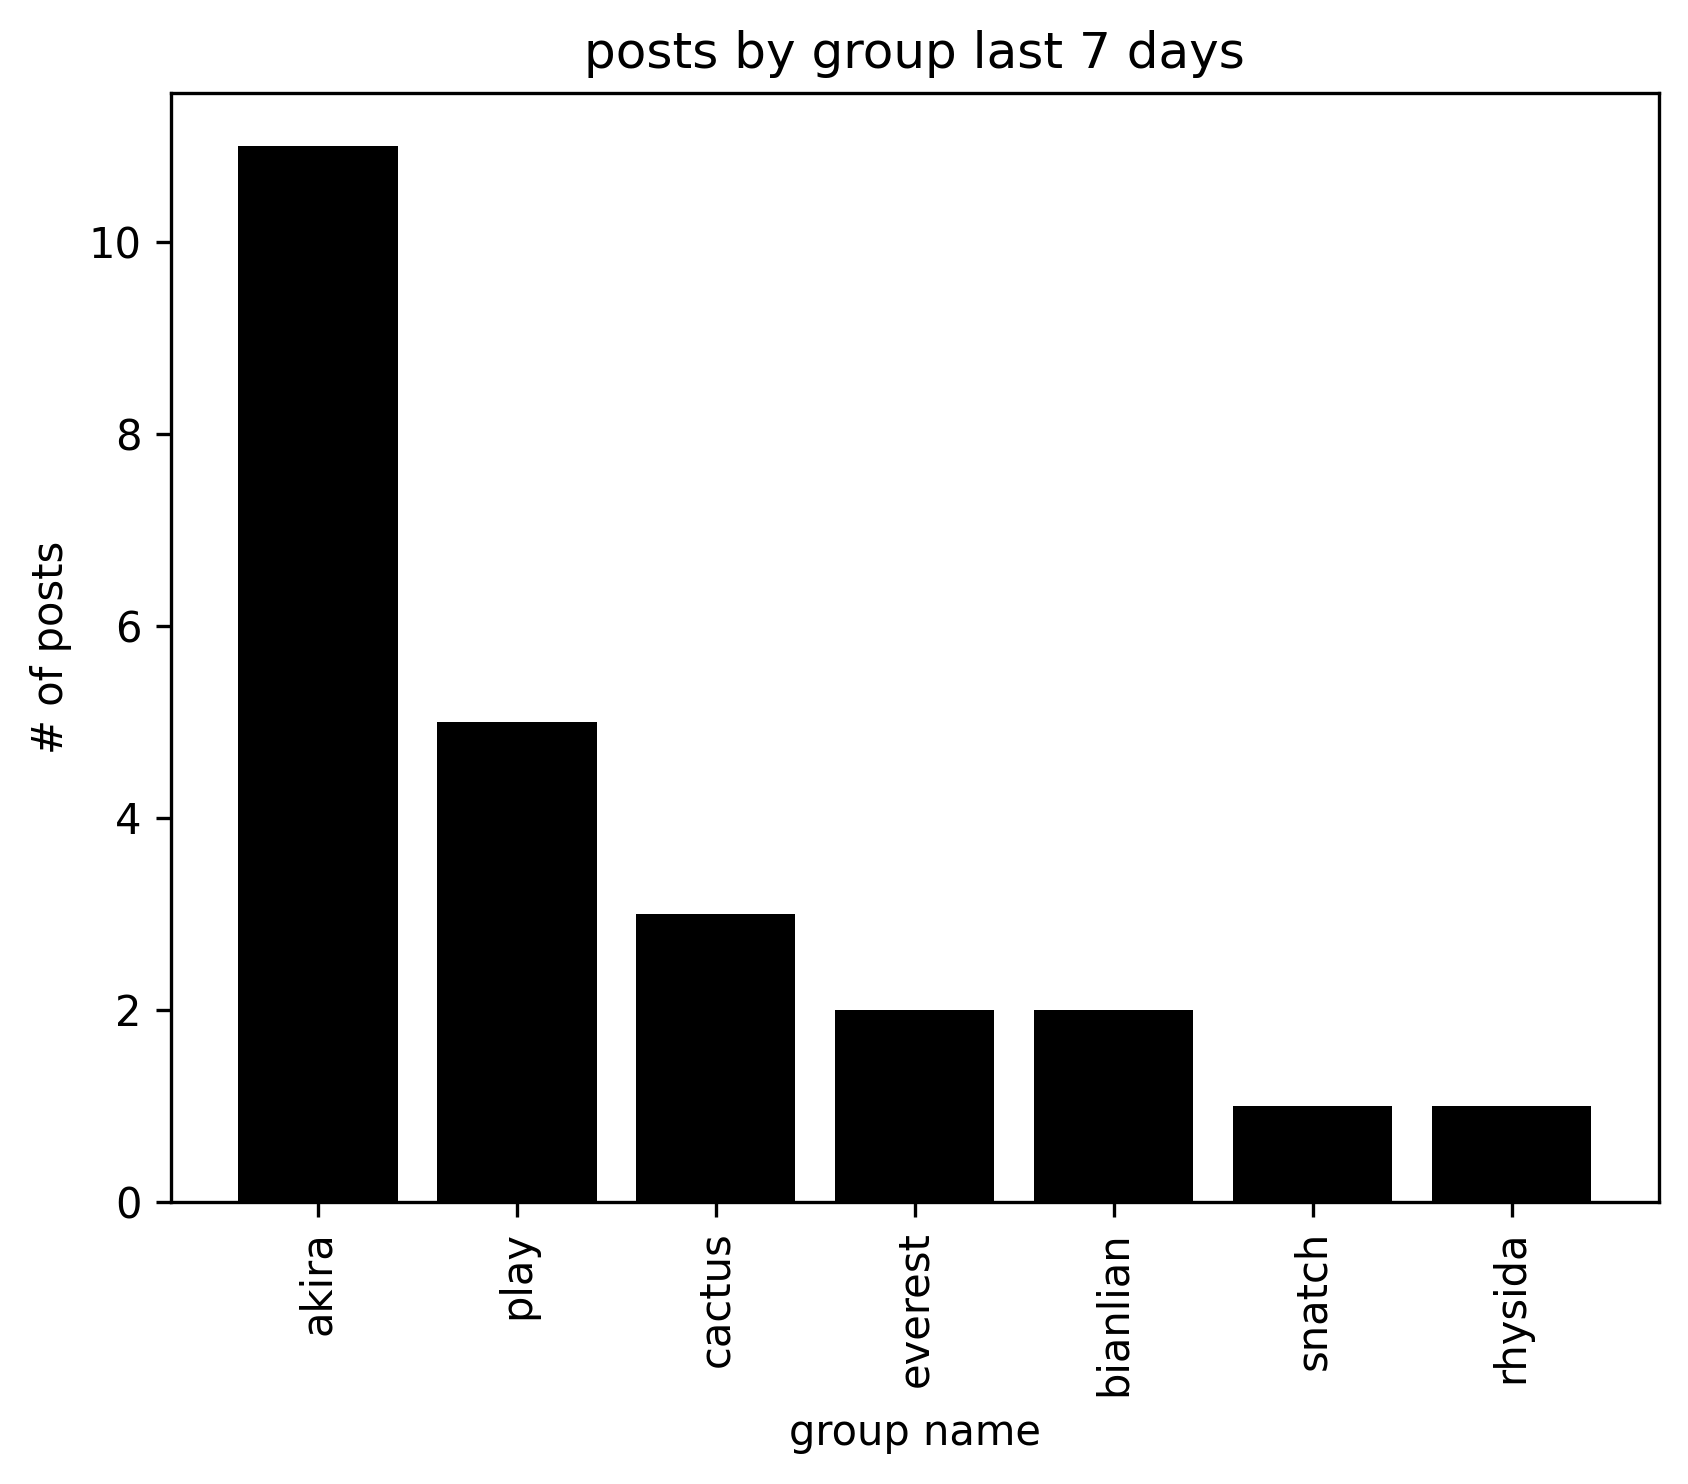 posts by group last 7 days
# of posts
10
8
6
4
2
0
akira
play
cactus
everest
bianlian
snatch
rhysida
group name